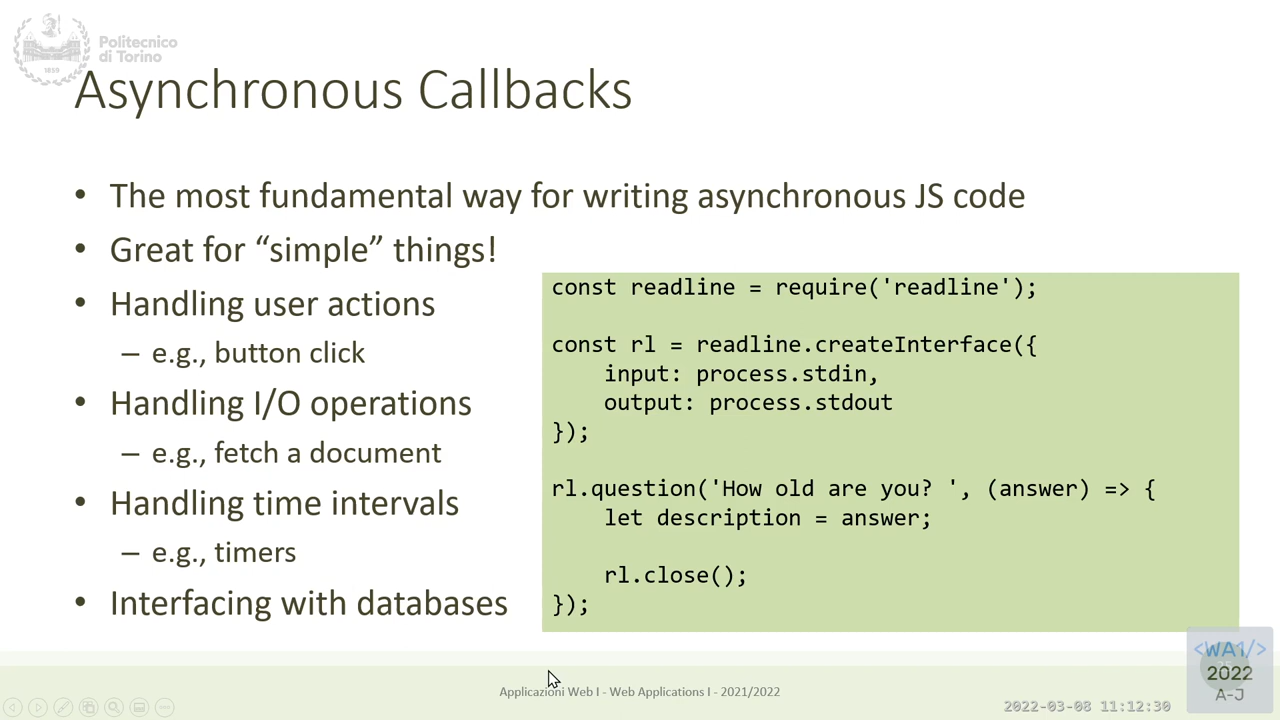 Politecnico
di Torino
1859
Asynchronous Callbacks
• The most fundamental way for writing asynchronous JS code
• Great for “simple” things!
• Handling user actions
– e.g., button click
• Handling I/O operations
– e.g., fetch a document
• Handling time intervals
– e.g., timers
• Interfacing with databases
const readline = require('readline');
const rl = readline.createInterface({
input: process.stdin,
output: process.stdout
});
rl.question('How old are you? ', (answer) => {
let description = answer;
rl.close();
});
Applicazioni Web I - Web Applications I - 2021/2022
2022-03-08 11:12:30
<WA1/>
2022
A-J